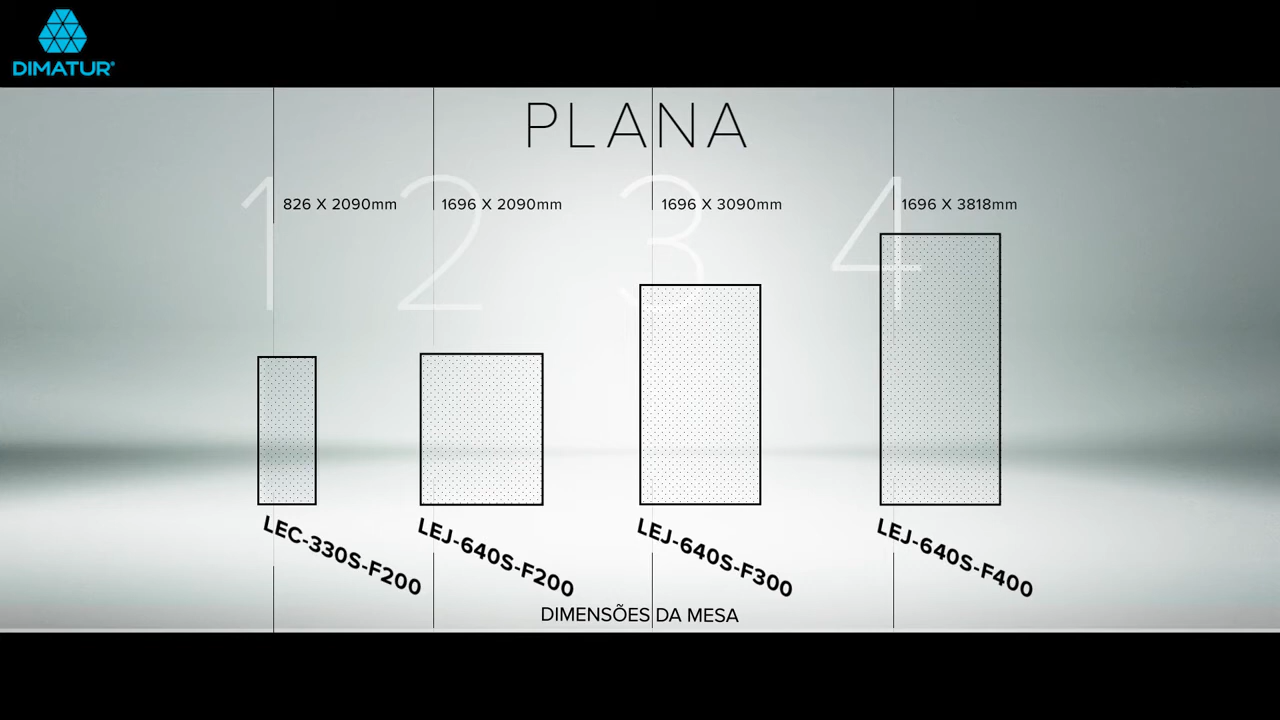 DIMATUR®
PLANA
1 2 3 4
826 X 2090mm 1696 X 2090mm 1696 X 3090mm 1696 X 3818mm
LEC-330S-F200 LEJ-640S-F200 LEJ-640S-F300 LEJ-640S-F400
DIMENSÕES DA MESA